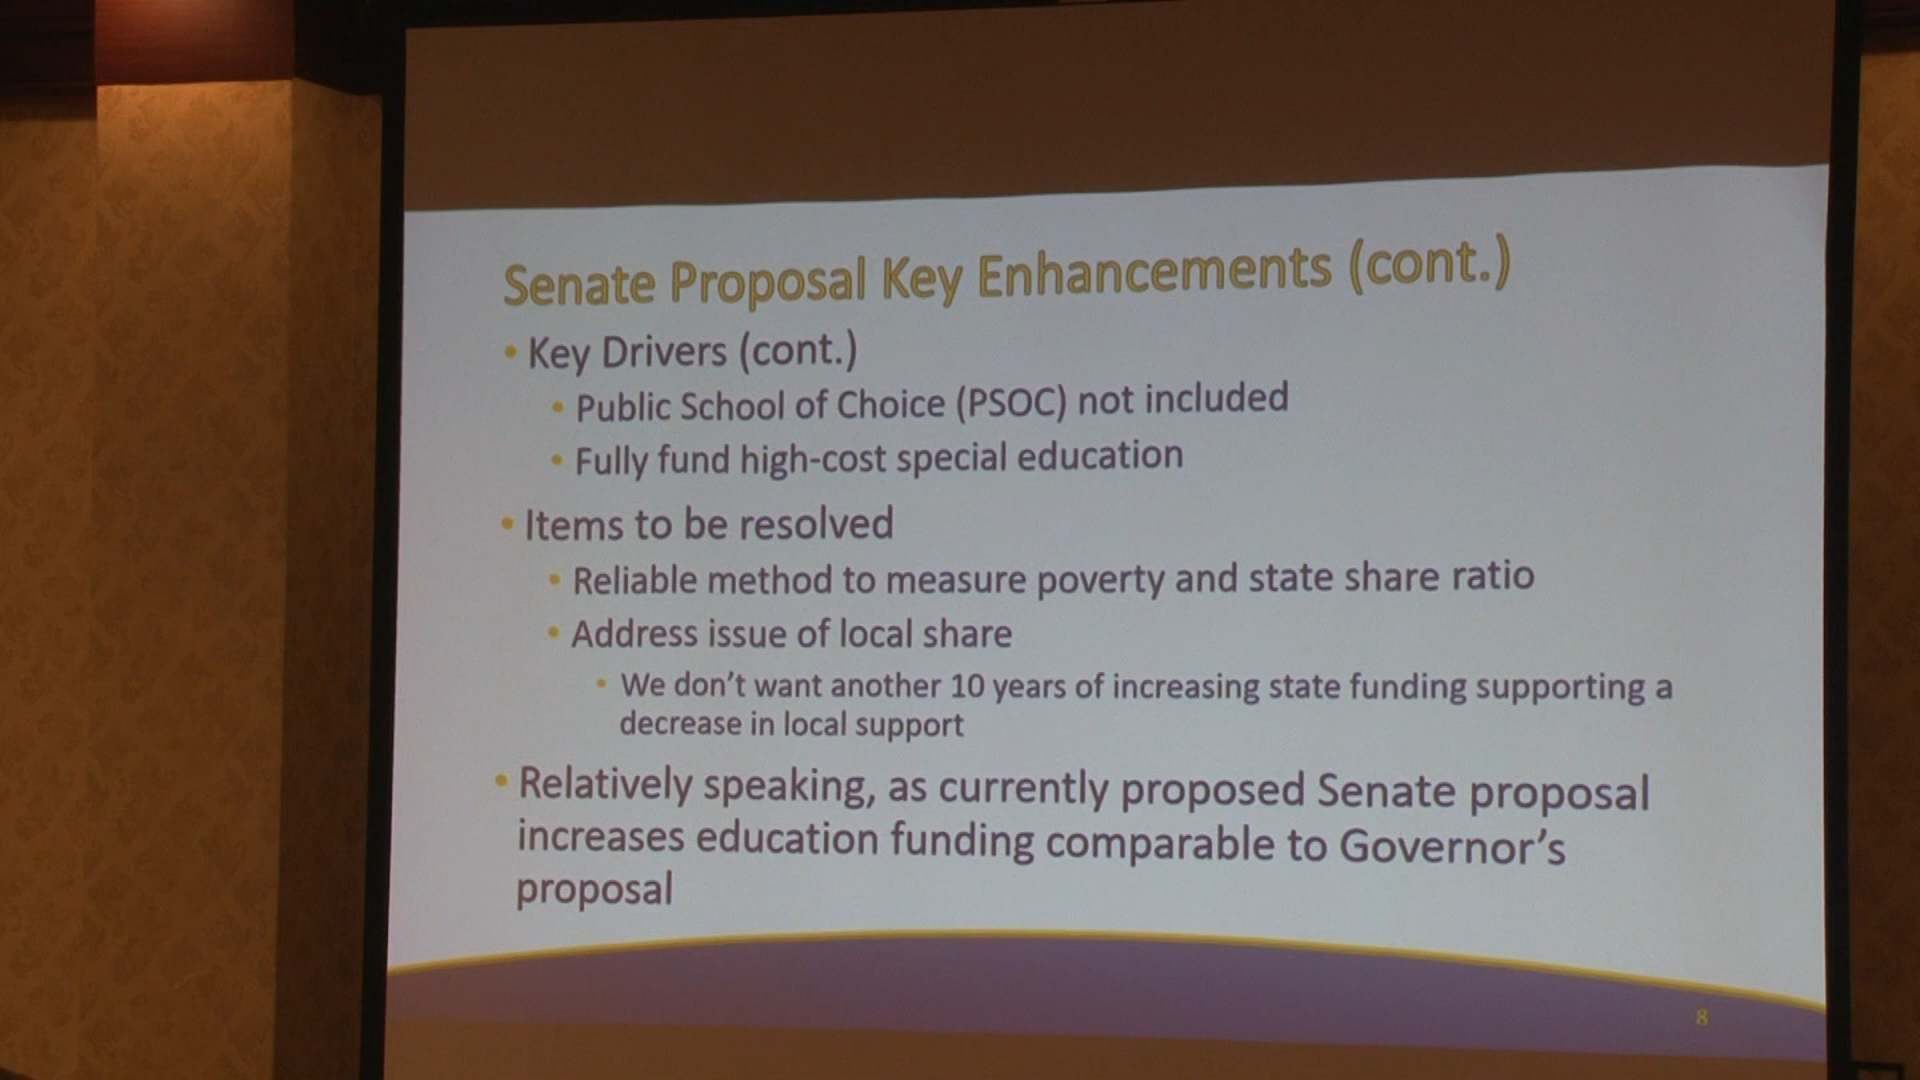 Senate Proposal Key Enhancements (cont.)
• Key Drivers (cont.)
• Public School of Choice (PSOC) not included
• Fully fund high-cost special education
• Items to be resolved
• Reliable method to measure poverty and state share ratio
• Address issue of local share
• We don't want another 10 years of increasing state funding supporting a
decrease in local support
• Relatively speaking, as currently proposed Senate proposal
increases education funding comparable to Governor's
proposal
8